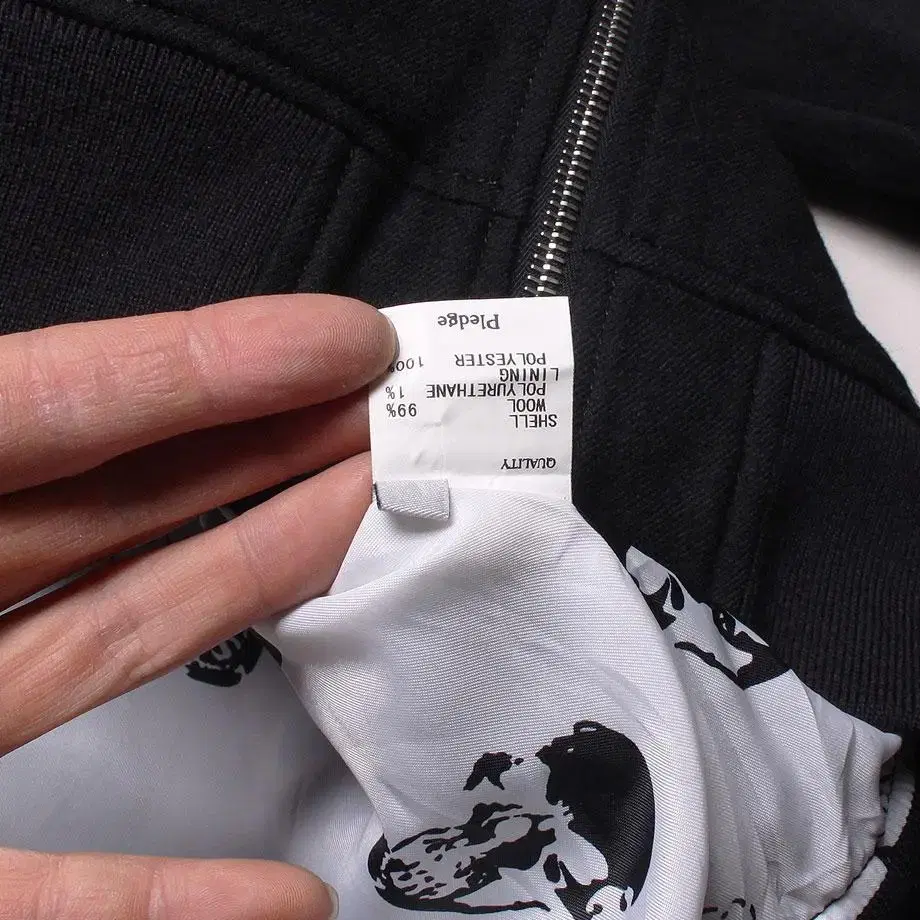 QUALITY
SHELL
WOOL 99%
POLYURETHANE 1%
LINING
POLYESTER 100%
Pledge